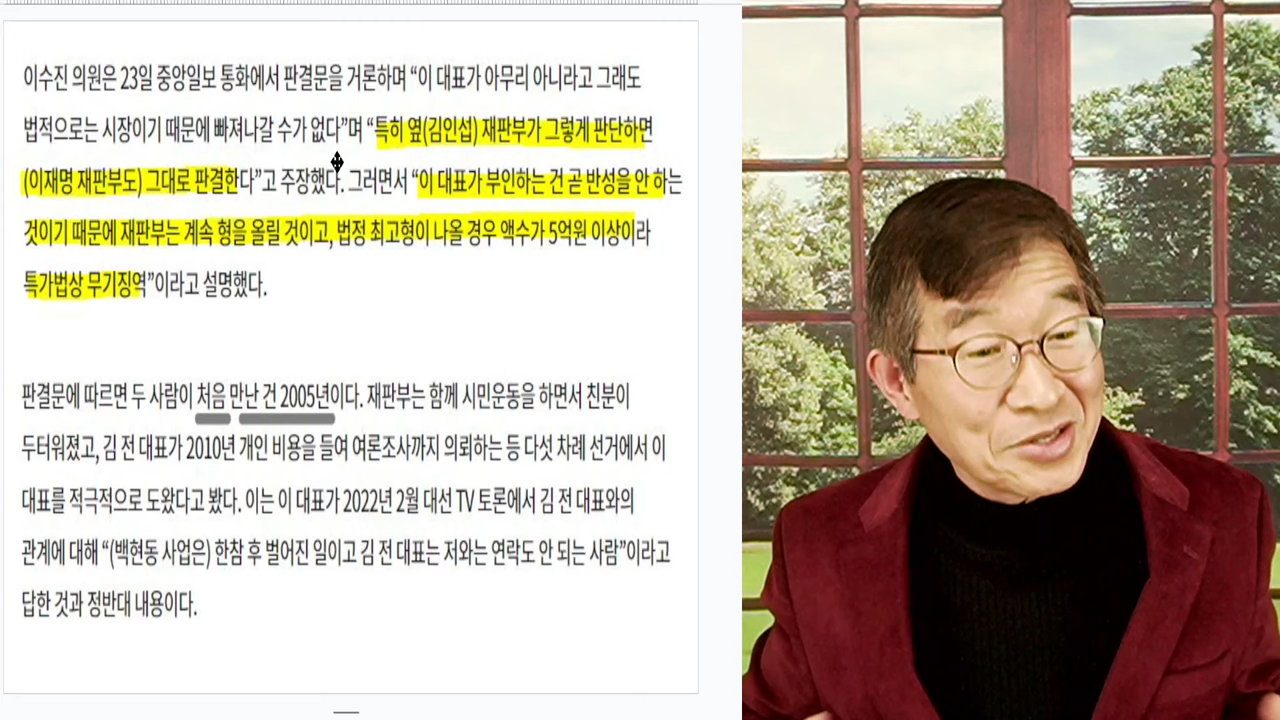 이수진 의원은 23일 중앙일보 통화에서 판결문을 거론하며 “이 대표가 아무리 아니라고 그래도
법적으로는 시장이기 때문에 빠져나갈 수가 없다”며 “특히 옆(김인섭) 재판부가 그렇게 판단하면
(이재명 재판부도) 그대로 판결한다”고 주장했다. 그러면서 “이 대표가 부인하는 건 곧 반성을 안 하는
것이기 때문에 재판부는 계속 형을 올릴 것이고, 법정 최고형이 나올 경우 액수가 5억원 이상이라
특가법상 무기징역”이라고 설명했다.
판결문에 따르면 두 사람이 처음 만난 건 2005년이다. 재판부는 함께 시민운동을 하면서 친분이
두터워졌고, 김 전 대표가 2010년 개인 비용을 들여 여론조사까지 의뢰하는 등 다섯 차례 선거에서 이
대표를 적극적으로 도왔다고 봤다. 이는 이 대표가 2022년 2월 대선 TV 토론에서 김 전 대표와의
관계에 대해 “(백현동 사업은) 한참 후 벌어진 일이고 김 전 대표는 저와는 연락도 안 되는 사람”이라고
답한 것과 정반대 내용이다.